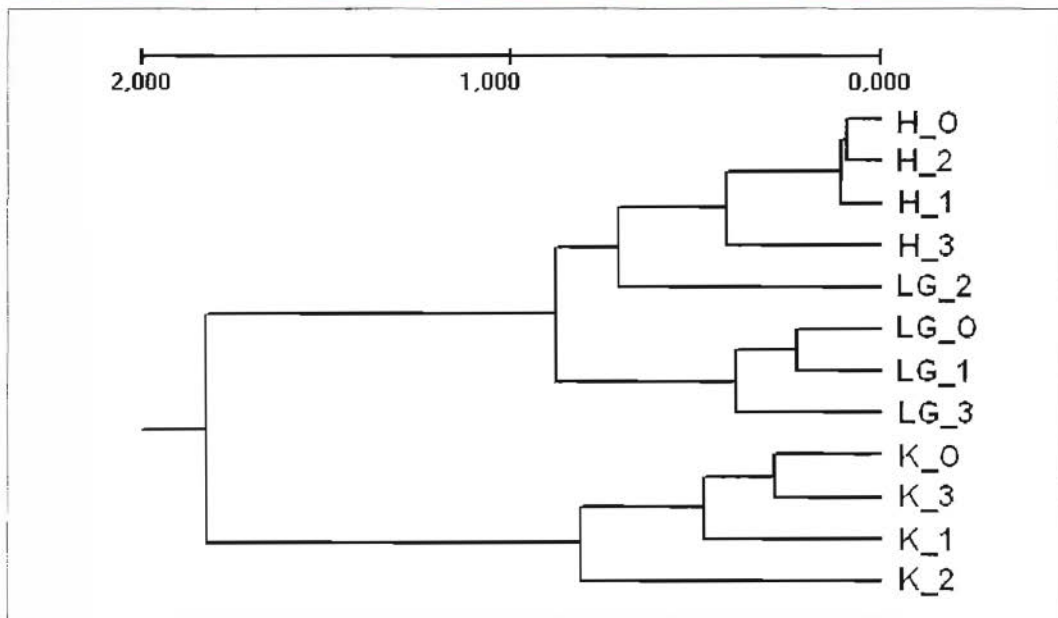 2,000 1,000 0,000
H_0
H_2
H_1
H_3
LG_2
LG_0
LG_1
LG_3
K_0
K_3
K_1
K_2